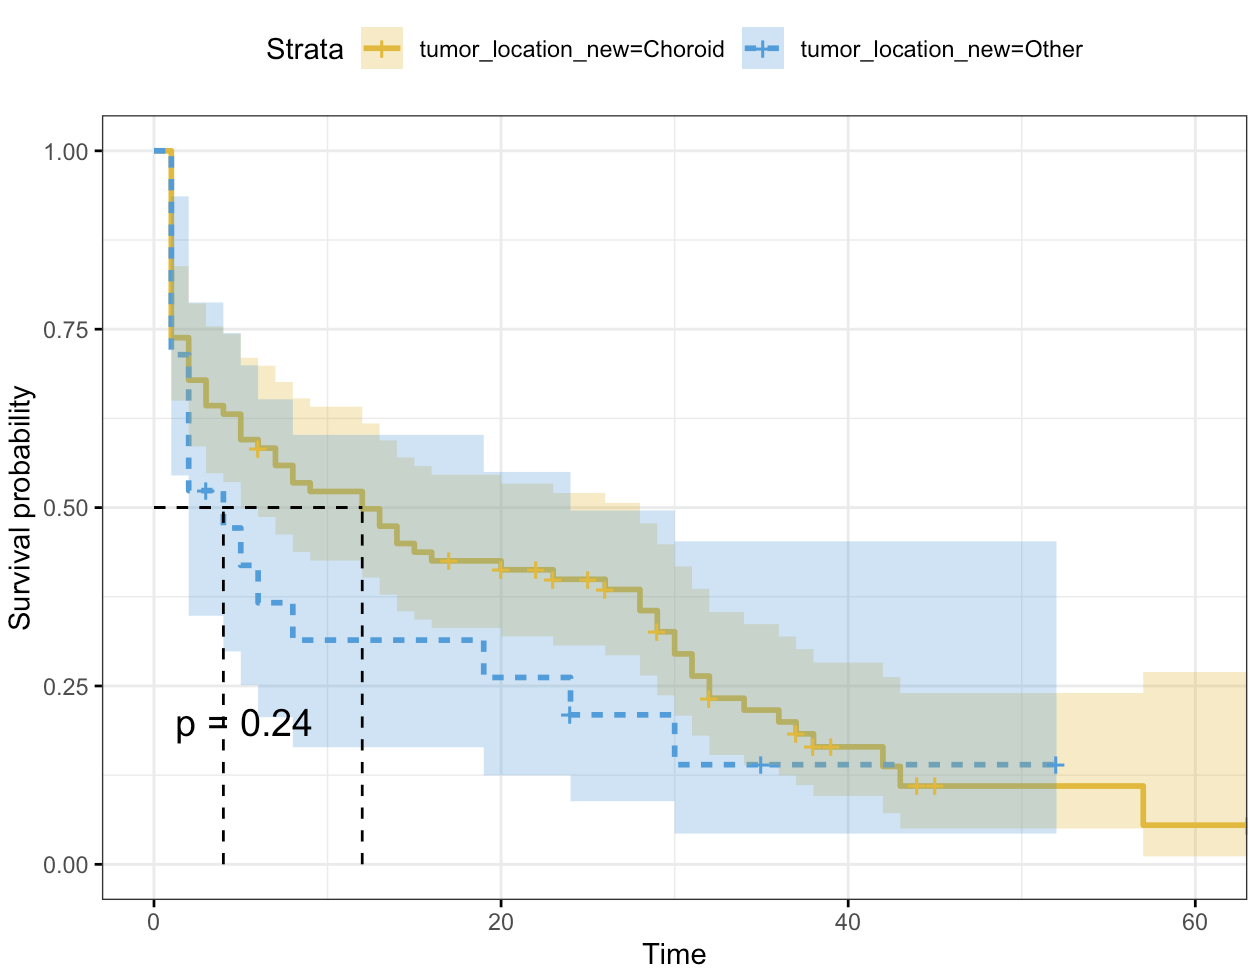 Strata tumor_location_new=Choroid tumor_location_new=Other
Survival probability
1.00
0.75
0.50
0.25
0.00
p = 0.24
0 20 40 60
Time